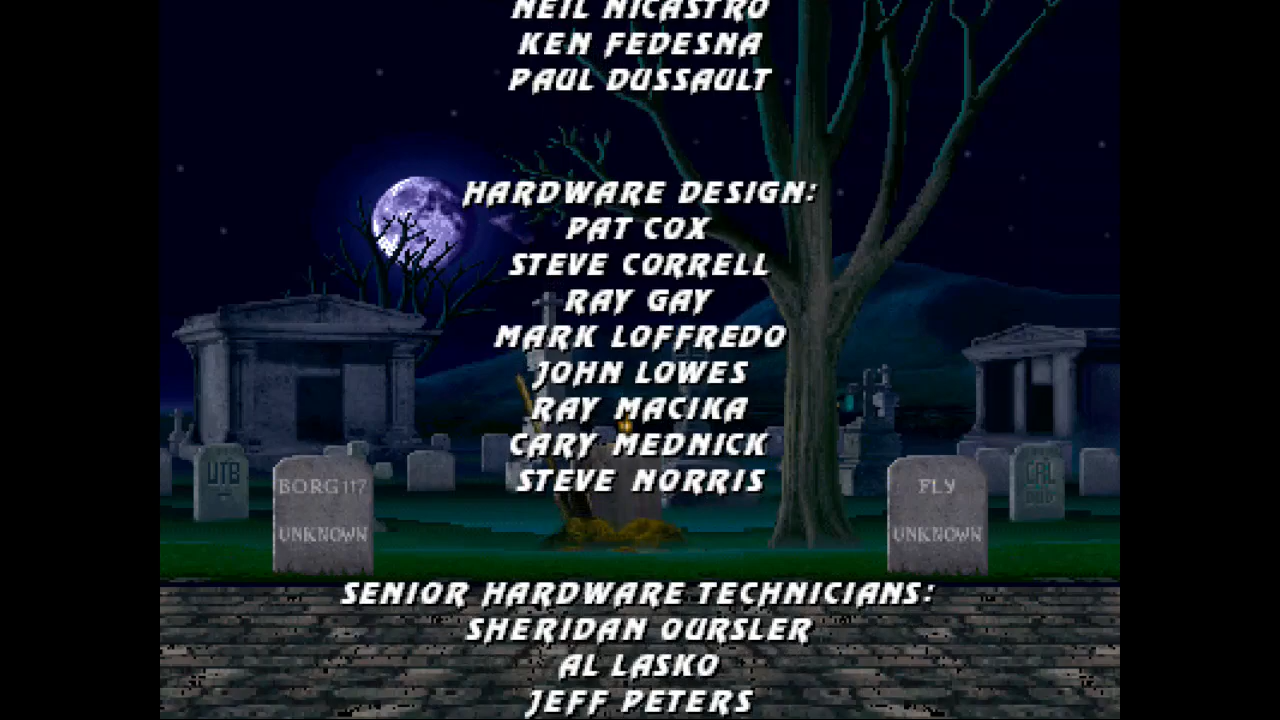 NEIL NICASTRO
KEN FEDESNA
PAUL DUSSAULT
HARDWARE DESIGN:
PAT COX
STEVE CORRELL
RAY GAY
MARK LOFFREDO
JOHN LOWES
RAY MACIKA
CARY MEDNICK
STEVE NORRIS
UTB
BORG117
UNKNOWN
FLY
UNKNOWN
CAL
SENIOR HARDWARE TECHNICIANS:
SHERIDAN OURSLER
AL LASKO
JEFF PETERS